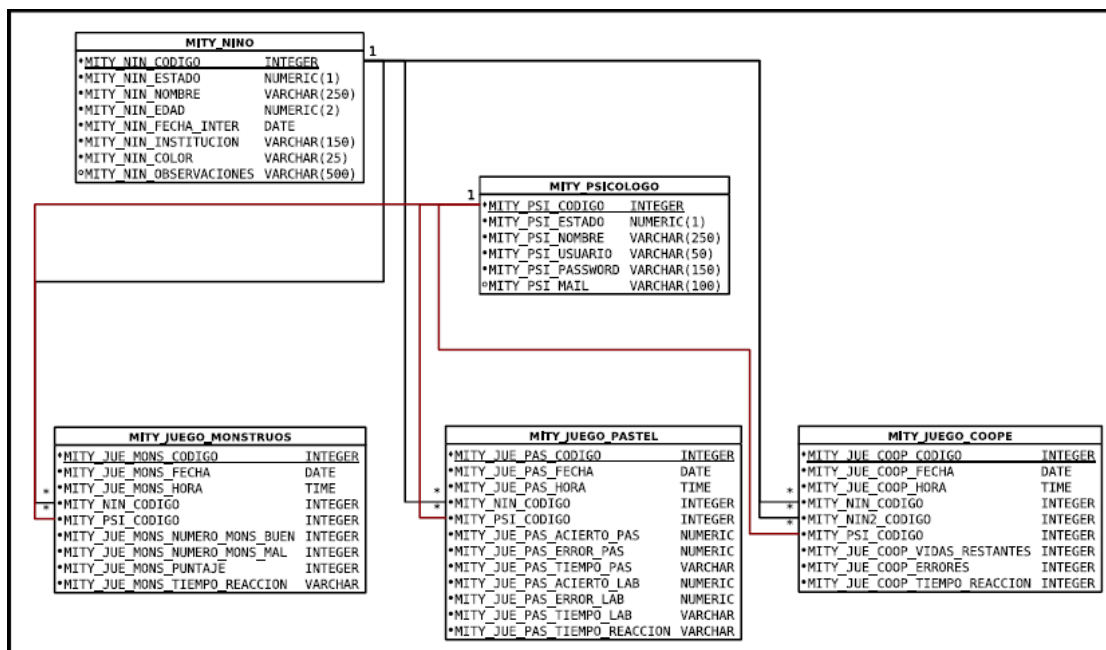 MITY_NINO
1
•MITY_NIN_CODIGO INTEGER
•MITY_NIN_ESTADO NUMERIC(1)
•MITY_NIN_NOMBRE VARCHAR(250)
•MITY_NIN_EDAD NUMERIC(2)
•MITY_NIN_FECHA_INTER DATE
•MITY_NIN_INSTITUCION VARCHAR(150)
•MITY_NIN_COLOR VARCHAR(25)
∘MITY_NIN_OBSERVACIONES VARCHAR(500)
MITY_PSICOLOGO
1
•MITY_PSI_CODIGO INTEGER
•MITY_PSI_ESTADO NUMERIC(1)
•MITY_PSI_NOMBRE VARCHAR(250)
•MITY_PSI_USUARIO VARCHAR(50)
•MITY_PSI_PASSWORD VARCHAR(150)
∘MITY_PSI_MAIL VARCHAR(100)
MITY_JUEGO_MONSTRUOS
•MITY_JUE_MONS_CODIGO INTEGER
•MITY_JUE_MONS_FECHA DATE
•MITY_JUE_MONS_HORA TIME
*
•MITY_NIN_CODIGO INTEGER
*
•MITY_PSI_CODIGO INTEGER
•MITY_JUE_MONS_NUMERO_MONS_BUEN INTEGER
•MITY_JUE_MONS_NUMERO_MONS_MAL INTEGER
•MITY_JUE_MONS_PUNTAJE INTEGER
•MITY_JUE_MONS_TIEMPO_REACCION VARCHAR
MITY_JUEGO_PASTEL
•MITY_JUE_PAS_CODIGO INTEGER
•MITY_JUE_PAS_FECHA DATE
•MITY_JUE_PAS_HORA TIME
*
•MITY_NIN_CODIGO INTEGER
*
•MITY_PSI_CODIGO INTEGER
•MITY_JUE_PAS_ACIERTO_PAS NUMERIC
•MITY_JUE_PAS_ERROR_PAS NUMERIC
•MITY_JUE_PAS_TIEMPO_PAS VARCHAR
•MITY_JUE_PAS_ACIERTO_LAB NUMERIC
•MITY_JUE_PAS_ERROR_LAB NUMERIC
•MITY_JUE_PAS_TIEMPO_LAB VARCHAR
•MITY_JUE_PAS_TIEMPO_REACCION VARCHAR
MITY_JUEGO_COOPE
•MITY_JUE_COOP_CODIGO INTEGER
•MITY_JUE_COOP_FECHA DATE
•MITY_JUE_COOP_HORA TIME
*
•MITY_NIN_CODIGO INTEGER
*
•MITY_NIN2_CODIGO INTEGER
*
•MITY_PSI_CODIGO INTEGER
•MITY_JUE_COOP_VIDAS_RESTANTES INTEGER
•MITY_JUE_COOP_ERRORES INTEGER
•MITY_JUE_COOP_TIEMPO_REACCION INTEGER